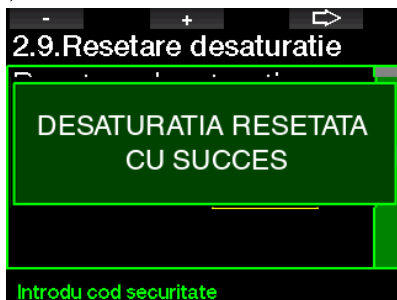 - +
2.9.Resetare desaturatie
DESATURATIA RESETATA
CU SUCCES
Introdu cod securitate